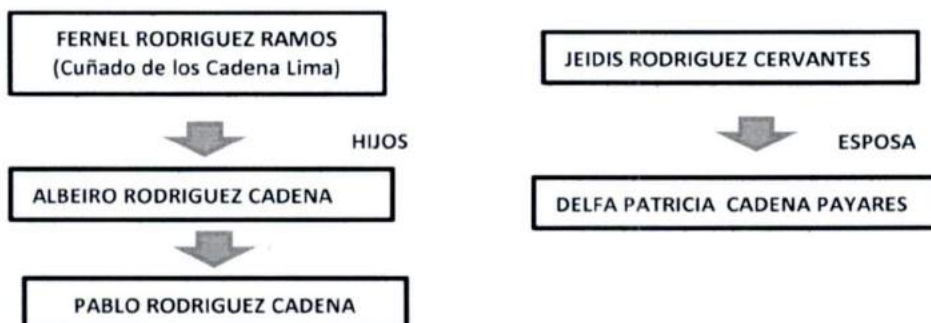 FERNEL RODRIGUEZ RAMOS
(Cuñado de los Cadena Lima)
HIJOS
ALBEIRO RODRIGUEZ CADENA
PABLO RODRIGUEZ CADENA
JEIDIS RODRIGUEZ CERVANTES
ESPOSA
DELFA PATRICIA CADENA PAYARES